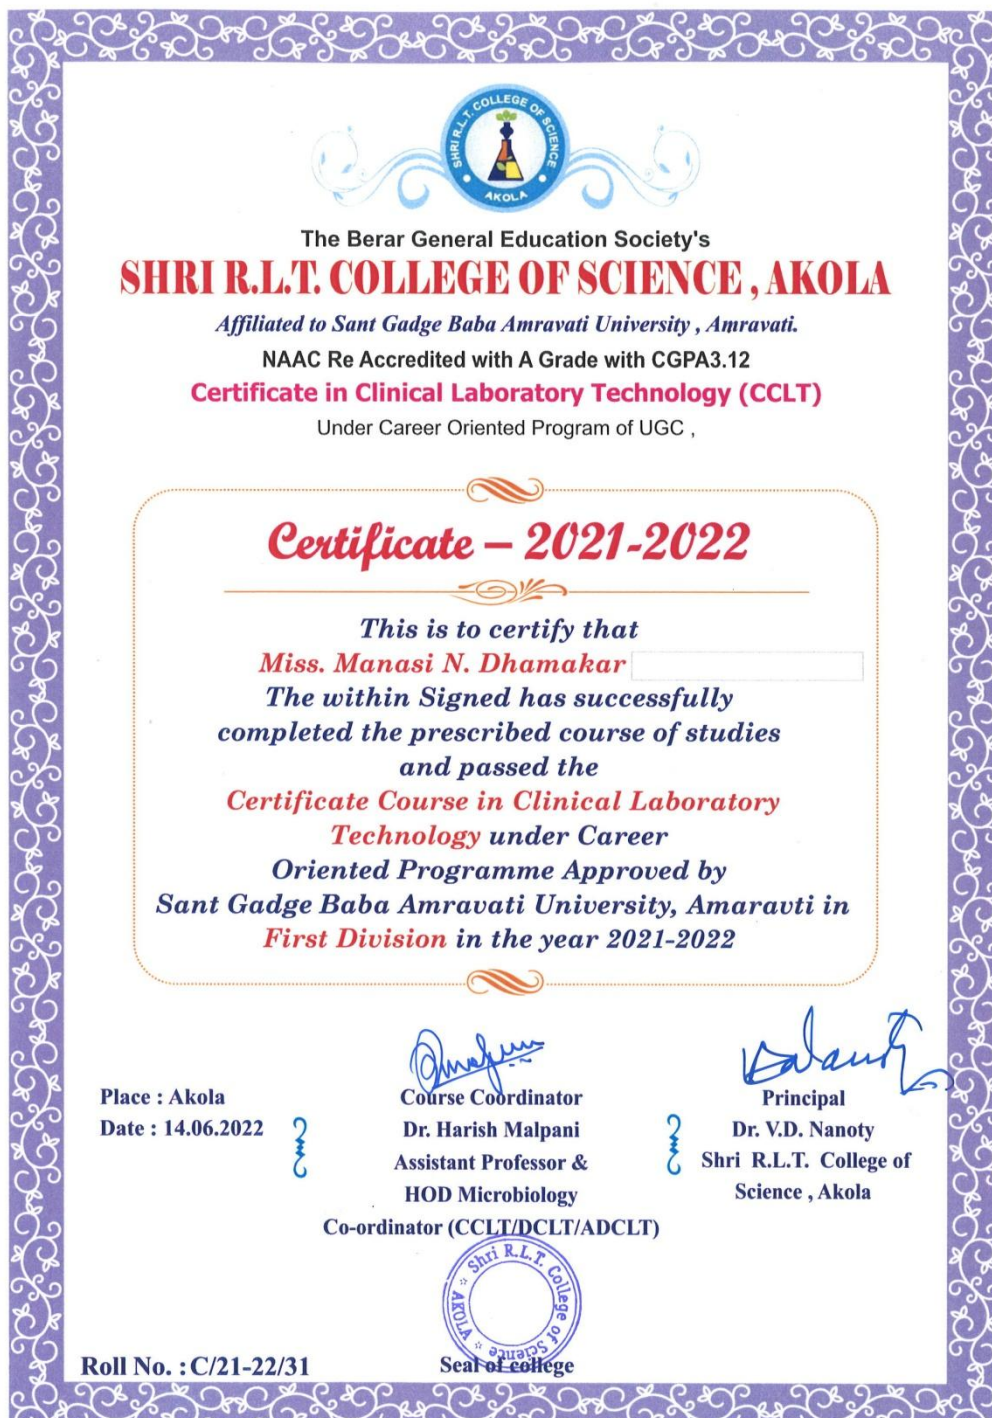 SHRI R.L.T. COLLEGE OF SCIENCE
AKOLA
The Berar General Education Society's
SHRI R.L.T. COLLEGE OF SCIENCE , AKOLA
Affiliated to Sant Gadge Baba Amravati University , Amravati.
NAAC Re Accredited with A Grade with CGPA3.12
Certificate in Clinical Laboratory Technology (CCLT)
Under Career Oriented Program of UGC ,
Certificate – 2021-2022
This is to certify that
Miss. Manasi N. Dhamakar
The within Signed has successfully
completed the prescribed course of studies
and passed the
Certificate Course in Clinical Laboratory
Technology under Career
Oriented Programme Approved by
Sant Gadge Baba Amravati University, Amaravti in
First Division in the year 2021-2022
Place : Akola
Date : 14.06.2022
Course Coordinator
Dr. Harish Malpani
Assistant Professor &
HOD Microbiology
Co-ordinator (CCLT/DCLT/ADCLT)
Principal
Dr. V.D. Nanoty
Shri R.L.T. College of
Science , Akola
Shri R.L.T. College of Science
AKOLA
Roll No. : C/21-22/31
Seal of college